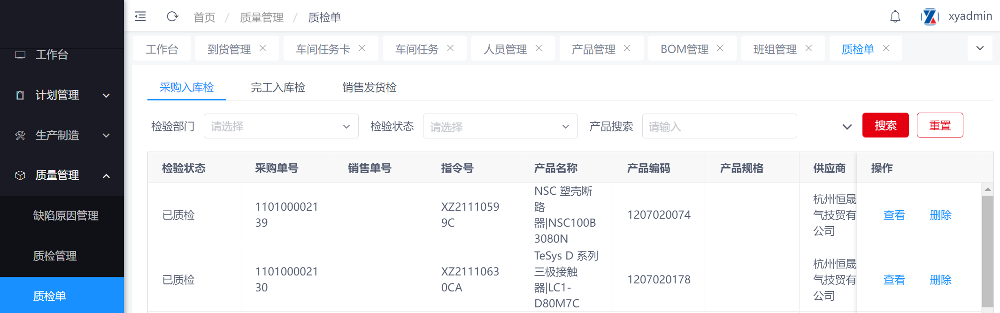 首页 / 质量管理 / 质检单
xyadmin
工作台
计划管理
生产制造
质量管理
缺陷原因管理
质检管理
质检单
工作台 到货管理 车间任务卡 车间任务 人员管理 产品管理 BOM管理 班组管理 质检单
采购入库检 完工入库检 销售发货检
检验部门 请选择 检验状态 请选择 产品搜索 请输入 搜索 重置
检验状态 采购单号 销售单号 指令号 产品名称 产品编码 产品规格 供应商 操作
已质检
1101000021
39
XZ2111059
9C
NSC 塑壳断
路
器|NSC100B
3080N
1207020074
杭州恒晟
气技贸有
公司
查看 删除
已质检
1101000021
30
XZ2111063
0CA
TeSys D 系列
三极接触
器|LC1-
D80M7C
1207020178
杭州恒晟
气技贸有
公司
查看 删除